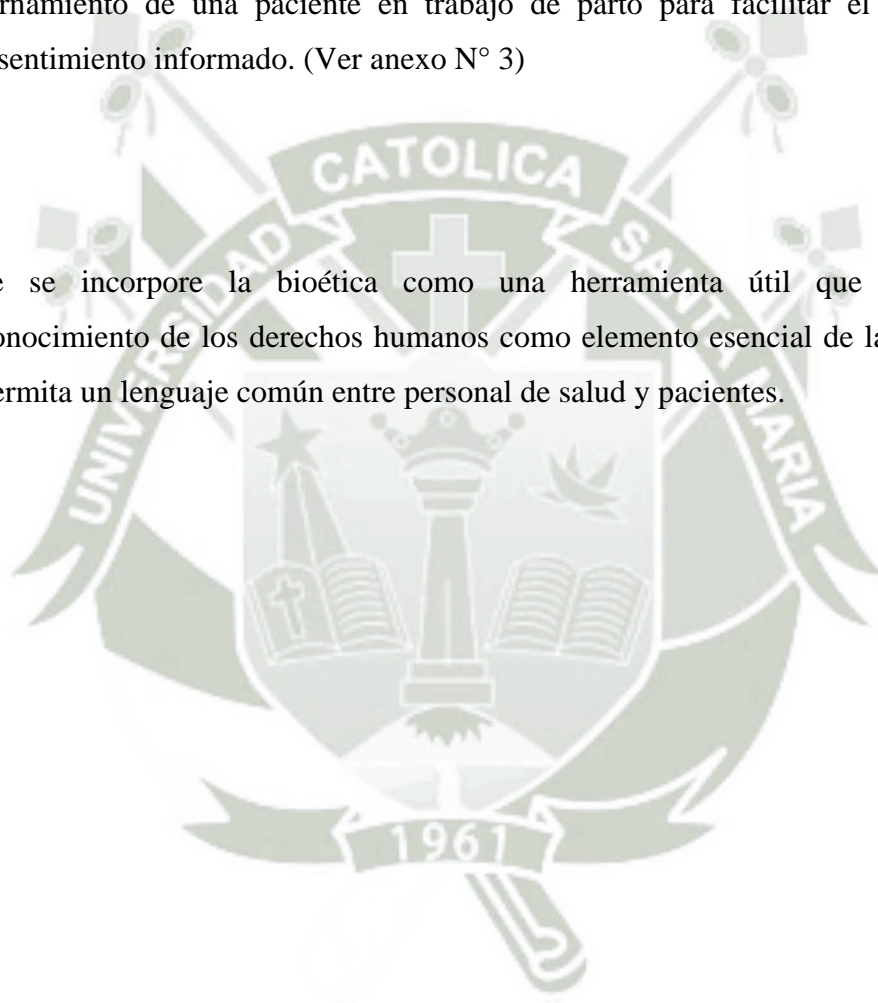 ernamiento de una paciente en trabajo de parto para facilitar el
sentimiento informado. (Ver anexo N° 3)
CATOLICA
UNIVERSIDAD
SANTA MARIA
e se incorpore la bioética como una herramienta útil que
onocimiento de los derechos humanos como elemento esencial de la
ermita un lenguaje común entre personal de salud y pacientes.
1961